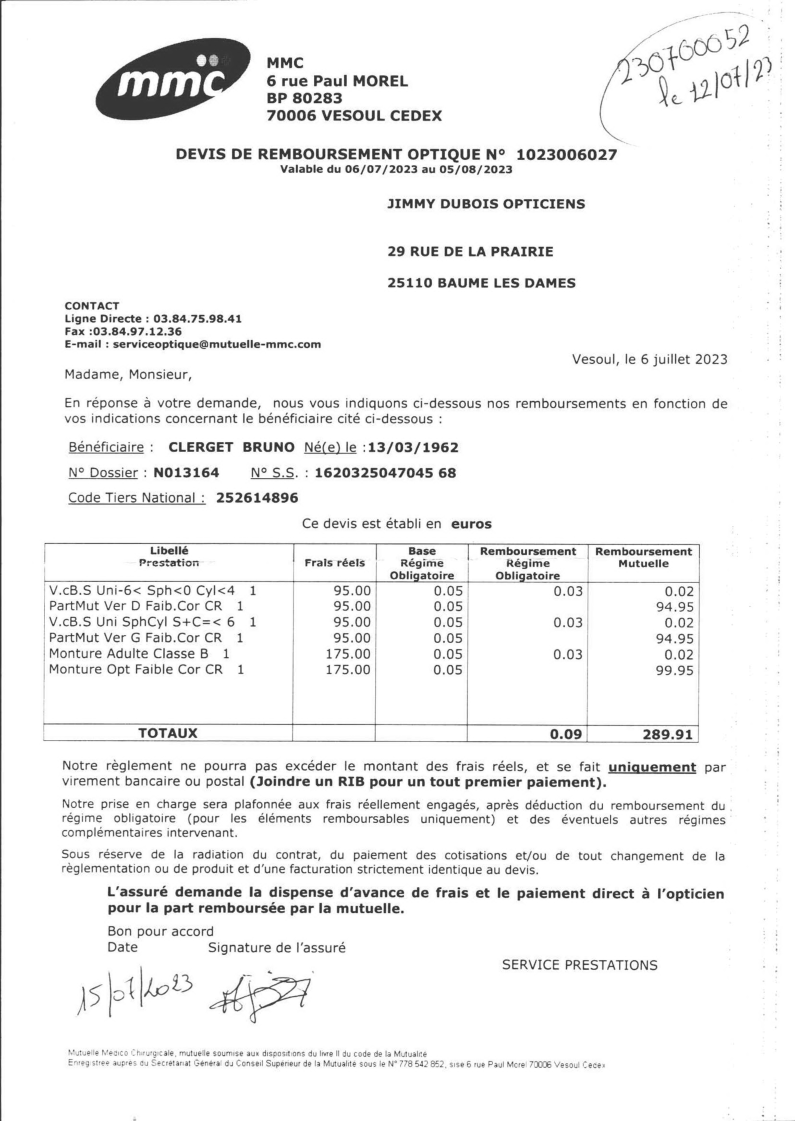 mmc
MMC
6 rue Paul MOREL
BP 80283
70006 VESOUL CEDEX
230700052
le 12/07/23
DEVIS DE REMBOURSEMENT OPTIQUE N° 1023006027
Valable du 06/07/2023 au 05/08/2023
JIMMY DUBOIS OPTICIENS
29 RUE DE LA PRAIRIE
25110 BAUME LES DAMES
CONTACT
Ligne Directe : 03.84.75.98.41
Fax :03.84.97.12.36
E-mail : serviceoptique@mutuelle-mmc.com
Vesoul, le 6 juillet 2023
Madame, Monsieur,
En réponse à votre demande, nous vous indiquons ci-dessous nos remboursements en fonction de
vos indications concernant le bénéficiaire cité ci-dessous :
Bénéficiaire : CLERGET BRUNO Né(e) le :13/03/1962
N° Dossier : N013164 N° S.S. : 1620325047045 68
Code Tiers National : 252614896
Ce devis est établi en euros
Libellé Prestation Frais réels Base Régime Obligatoire Remboursement Régime Obligatoire Remboursement Mutuelle
V.cB.S Uni-6< Sph<0 Cyl<4 1 95.00 0.05 0.03 0.02
PartMut Ver D Faib.Cor CR 1 95.00 0.05 94.95
V.cB.S Uni SphCyl S+C=< 6 1 95.00 0.05 0.03 0.02
PartMut Ver G Faib.Cor CR 1 95.00 0.05 94.95
Monture Adulte Classe B 1 175.00 0.05 0.03 0.02
Monture Opt Faible Cor CR 1 175.00 0.05 99.95
TOTAUX 0.09 289.91
Notre règlement ne pourra pas excéder le montant des frais réels, et se fait uniquement par
virement bancaire ou postal (Joindre un RIB pour un tout premier paiement).
Notre prise en charge sera plafonnée aux frais réellement engagés, après déduction du remboursement du
régime obligatoire (pour les éléments remboursables uniquement) et des éventuels autres régimes
complémentaires intervenant.
Sous réserve de la radiation du contrat, du paiement des cotisations et/ou de tout changement de la
règlementation ou de produit et d'une facturation strictement identique au devis.
L'assuré demande la dispense d'avance de frais et le paiement direct à l'opticien
pour la part remboursée par la mutuelle.
Bon pour accord
Date Signature de l'assuré
SERVICE PRESTATIONS
15/07/2023
Mutuelle Medico Chirurgicale, mutuelle soumise aux dispositions du livre II du code de la Mutualité
Enregistrée auprès du Secrétariat Général du Conseil Supérieur de la Mutualité sous le N° 778 542 852, sise 6 rue Paul Morel 70006 Vesoul Cedex